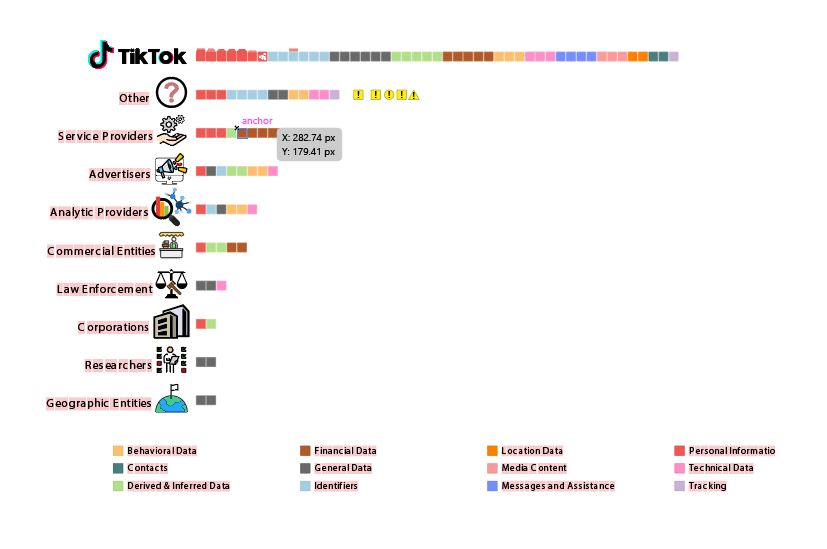 TikTok
Other
anchor
Service Providers
X: 282.74 px
Y: 179.41 px
Advertisers
Analytic Providers
Commercial Entities
Law Enforcement
Corporations
Researchers
Geographic Entities
Behavioral Data
Financial Data
Location Data
Personal Informatio
Contacts
General Data
Media Content
Technical Data
Derived & Inferred Data
Identifiers
Messages and Assistance
Tracking